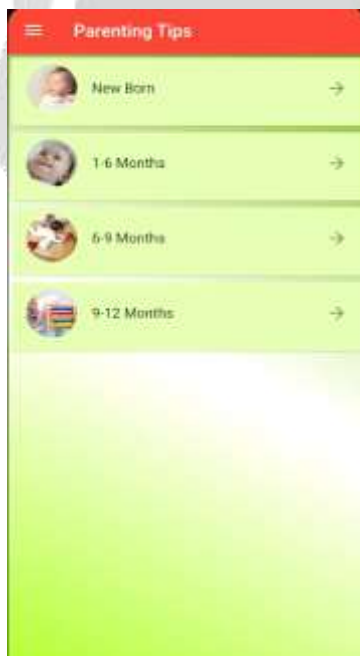 Parenting Tips
New Born
1-6 Months
6-9 Months
9-12 Months